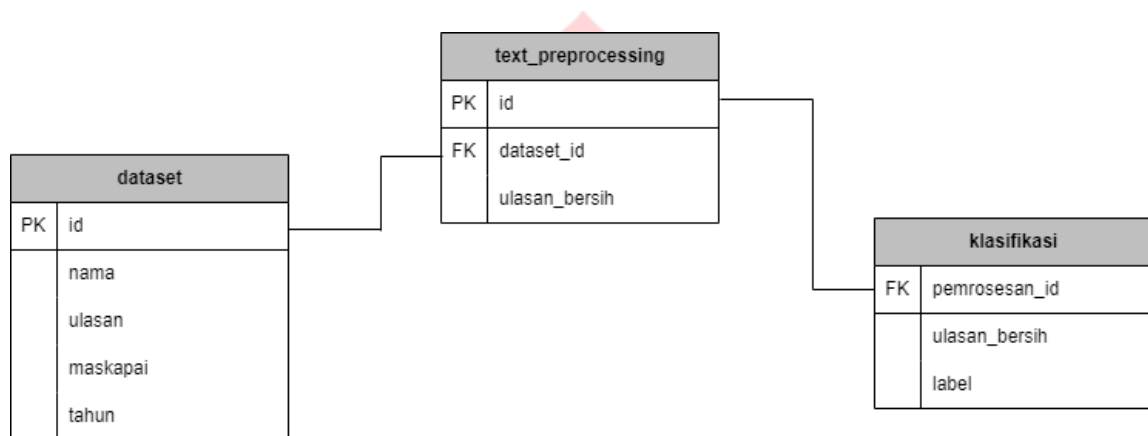 text_preprocessing
PK id
FK dataset_id
ulasan_bersih
dataset
PK id
nama
ulasan
maskapai
tahun
klasifikasi
FK pemrosesan_id
ulasan_bersih
label